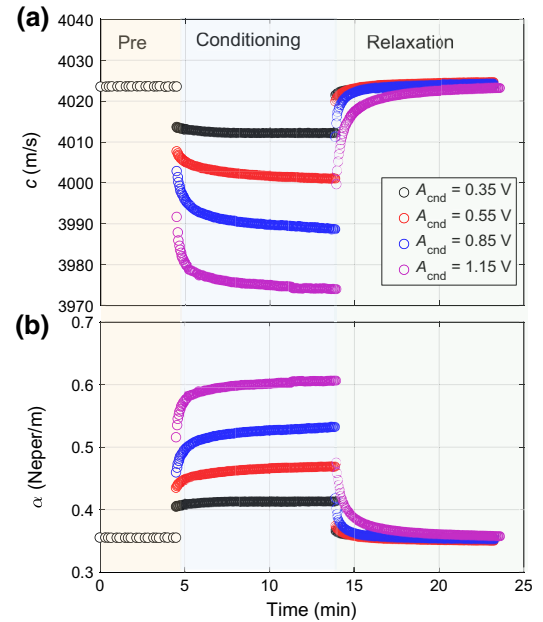 (a)
Pre
Conditioning
Relaxation
4040
4030
4020
4010
4000
3990
3980
3970
c (m/s)
A_cnd = 0.35 V
A_cnd = 0.55 V
A_cnd = 0.85 V
A_cnd = 1.15 V
(b)
0.7
0.6
0.5
0.4
0.3
α (Neper/m)
0 5 10 15 20 25
Time (min)